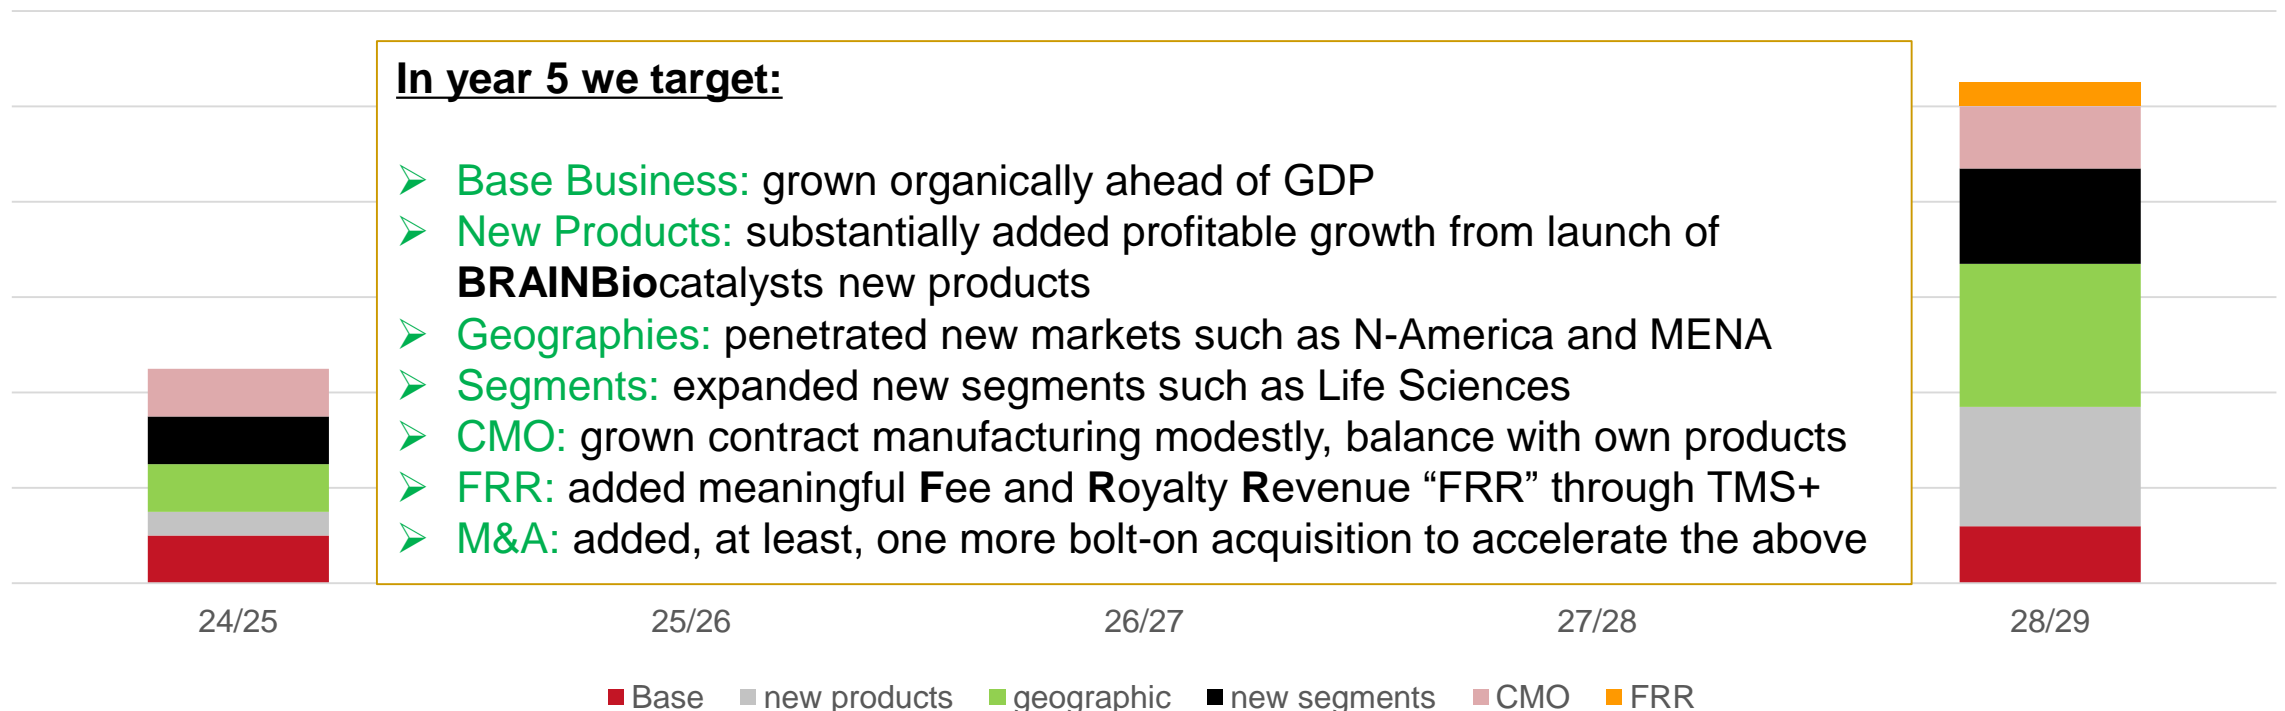 In year 5 we target:
➢ Base Business: grown organically ahead of GDP
➢ New Products: substantially added profitable growth from launch of
BRAINBiocatalysts new products
➢ Geographies: penetrated new markets such as N-America and MENA
➢ Segments: expanded new segments such as Life Sciences
➢ CMO: grown contract manufacturing modestly, balance with own products
➢ FRR: added meaningful Fee and Royalty Revenue “FRR” through TMS+
➢ M&A: added, at least, one more bolt-on acquisition to accelerate the above
24/25 25/26 26/27 27/28 28/29
Base new products geographic new segments CMO FRR